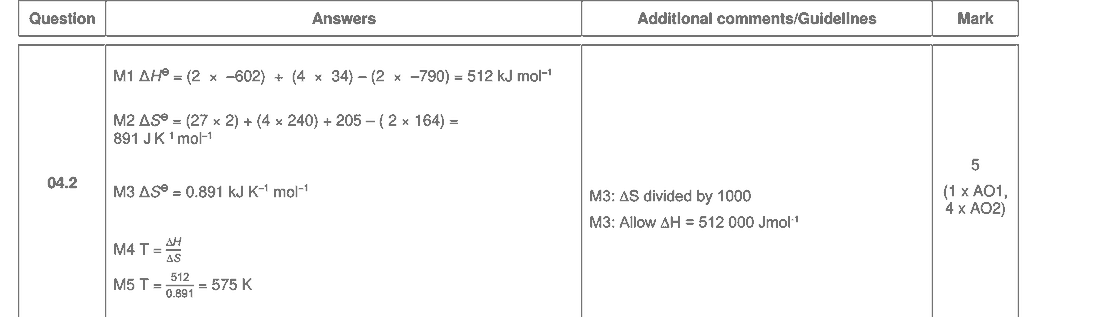 Question Answers Additional comments/Guidelines Mark
M1 ΔH⦵ = (2 × –602) + (4 × 34) – (2 × –790) = 512 kJ mol⁻¹
M2 ΔS⦵ = (27 × 2) + (4 × 240) + 205 – ( 2 × 164) =
891 J K ¹ mol⁻¹
04.2
M3 ΔS⦵ = 0.891 kJ K⁻¹ mol⁻¹
M4 T = ΔH/ΔS
M5 T = 512/0.891 = 575 K
M3: ΔS divided by 1000
M3: Allow ΔH = 512 000 Jmol⁻¹
5
(1 x AO1,
4 x AO2)